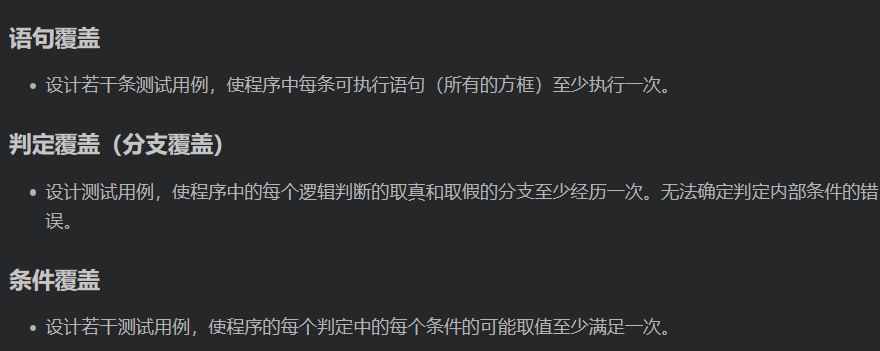 语句覆盖
设计若干条测试用例，使程序中每条可执行语句（所有的方框）至少执行一次。
判定覆盖（分支覆盖）
设计测试用例，使程序中的每个逻辑判断的取真和取假的分支至少经历一次。无法确定判定内部条件的错
误。
条件覆盖
设计若干测试用例，使程序的每个判定中的每个条件的可能取值至少满足一次。